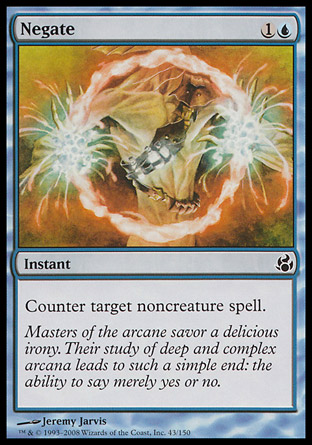 Negate 1
Instant
Counter target noncreature spell.
Masters of the arcane savor a delicious
irony. Their study of deep and complex
arcana leads to such a simple end: the
ability to say merely yes or no.
Jeremy Jarvis
™ & © 1993-2008 Wizards of the Coast, Inc. 43/150